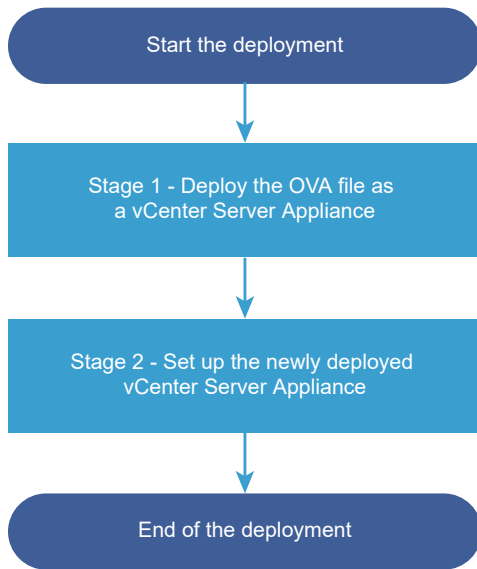 Start the deployment
Stage 1 - Deploy the OVA file as
a vCenter Server Appliance
Stage 2 - Set up the newly deployed
vCenter Server Appliance
End of the deployment